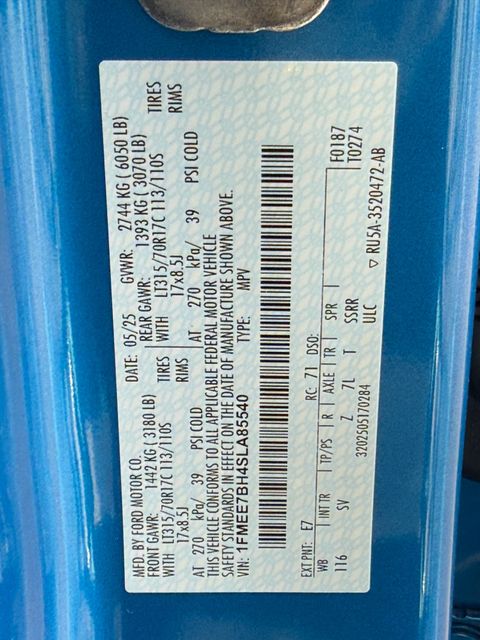 MFD. BY FORD MOTOR CO.
DATE: 05/25 GVWR: 2744 KG ( 6050 LB)
FRONT GAWR: 1442 KG ( 3180 LB) REAR GAWR: 1393 KG ( 3070 LB)
WITH LT315/70R17C 113/110S TIRES WITH LT315/70R17C 113/110S TIRES
17x8.5J RIMS 17x8.5J RIMS
AT 270 kPa/ 39 PSI COLD AT 270 kPa/ 39 PSI COLD
THIS VEHICLE CONFORMS TO ALL APPLICABLE FEDERAL MOTOR VEHICLE
SAFETY STANDARDS IN EFFECT ON THE DATE OF MANUFACTURE SHOWN ABOVE.
VIN: 1FMEE7BH4SLA85540 TYPE: MPV
F0187
T0274
EXT PNT: E7 RC: 71 DSO:
WB INT TR TP/PS R AXLE TR SPR
116 SV Z 7L T SSRR
ULC
3202505170284
▽ RU5A-3520472-AB